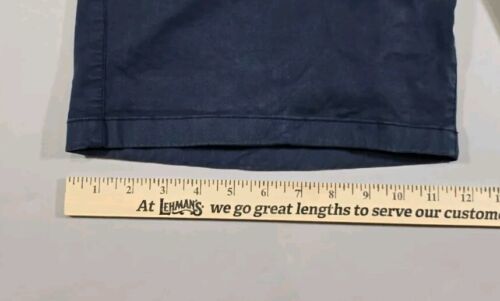 1 2 3 4 5 6 7 8 9 10 11 12
At LEHMAN'S we go great lengths to serve our custome